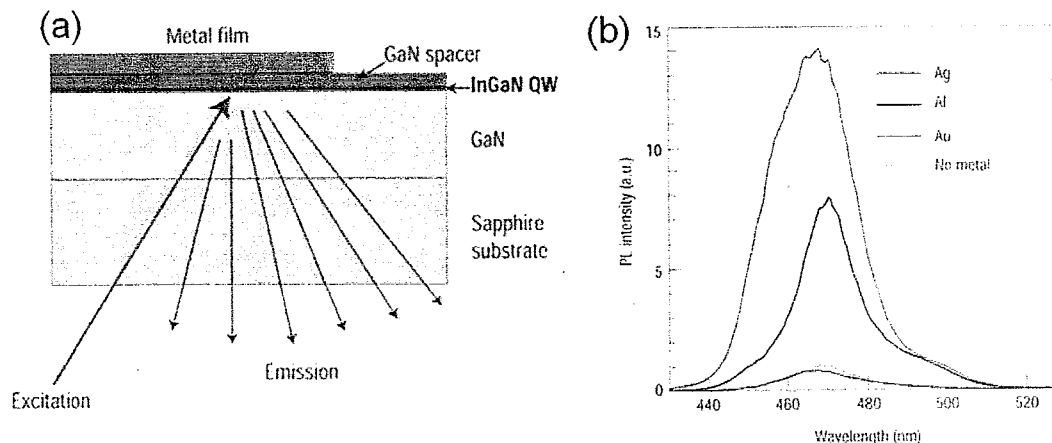 (a)
Metal film
GaN spacer
InGaN QW
GaN
Sapphire
substrate
Emission
Excitation
(b)
15
10
5
0
PL intensity (a.u.)
Ag
Al
Au
No metal
440
460
480
500
520
Wavelength (nm)